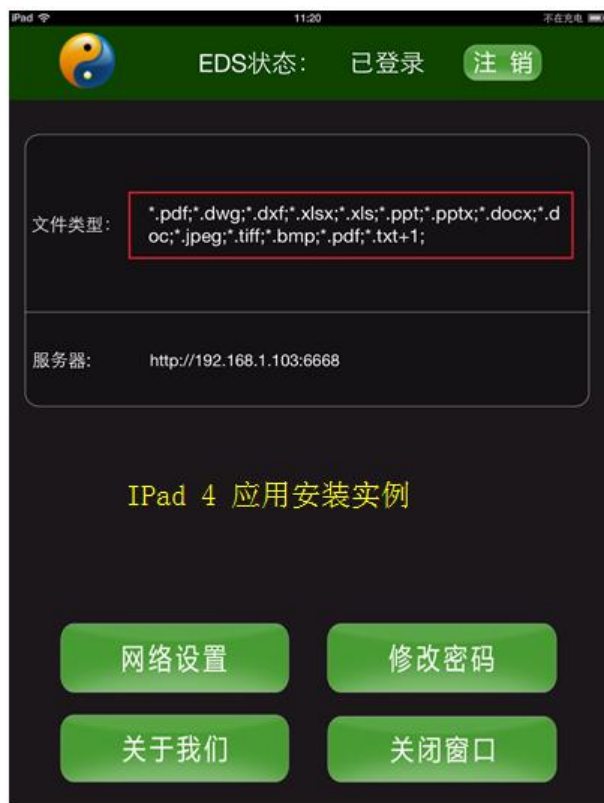 iPad 11:20 不在充电
EDS状态: 已登录 注 销
文件类型: *.pdf;*.dwg;*.dxf;*.xlsx;*.xls;*.ppt;*.pptx;*.docx;*.d
oc;*.jpeg;*.tiff;*.bmp;*.pdf;*.txt+1;
服务器: http://192.168.1.103:6668
IPad 4 应用安装实例
网络设置 修改密码
关于我们 关闭窗口